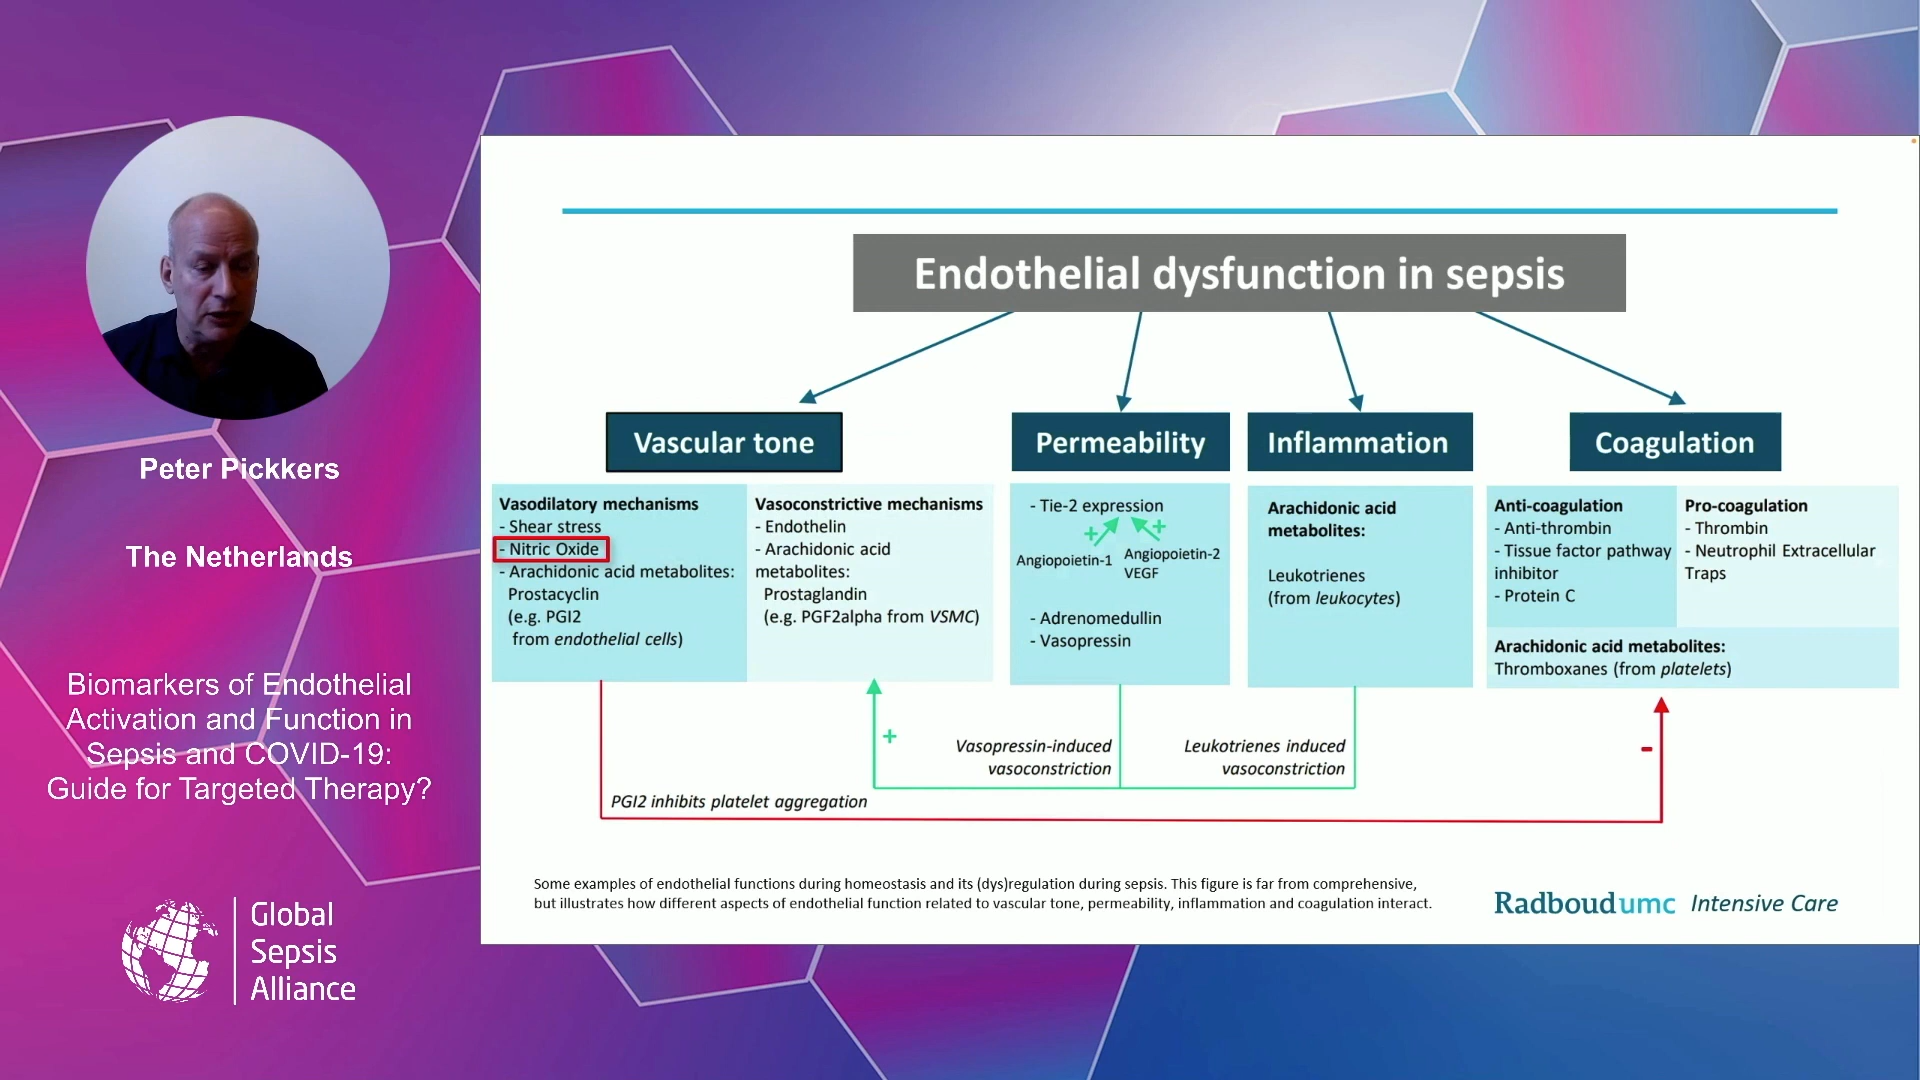 Peter Pickkers
The Netherlands
Biomarkers of Endothelial
Activation and Function in
Sepsis and COVID-19:
Guide for Targeted Therapy?
Global
Sepsis
Alliance
Endothelial dysfunction in sepsis
Vascular tone
Vasodilatory mechanisms
- Shear stress
- Nitric Oxide
- Arachidonic acid metabolites:
Prostacyclin
(e.g. PGI2
from endothelial cells)
Vasoconstrictive mechanisms
- Endothelin
- Arachidonic acid
metabolites:
Prostaglandin
(e.g. PGF2alpha from VSMC)
Permeability
- Tie-2 expression
+ +
Angiopoietin-1
Angiopoietin-2
VEGF
- Adrenomedullin
- Vasopressin
Inflammation
Arachidonic acid
metabolites:
Leukotrienes
(from leukocytes)
Coagulation
Anti-coagulation
- Anti-thrombin
- Tissue factor pathway
inhibitor
- Protein C
Pro-coagulation
- Thrombin
- Neutrophil Extracellular
Traps
Arachidonic acid metabolites:
Thromboxanes (from platelets)
+
Vasopressin-induced
vasoconstriction
Leukotrienes induced
vasoconstriction
-
PGI2 inhibits platelet aggregation
Some examples of endothelial functions during homeostasis and its (dys)regulation during sepsis. This figure is far from comprehensive,
but illustrates how different aspects of endothelial function related to vascular tone, permeability, inflammation and coagulation interact.
Radboudumc Intensive Care